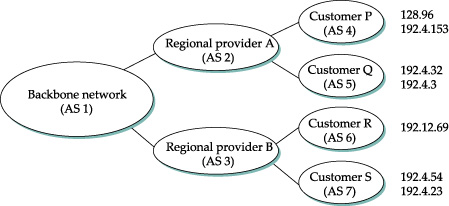 Backbone network
(AS 1)
Regional provider A
(AS 2)
Regional provider B
(AS 3)
Customer P
(AS 4)
128.96
192.4.153
Customer Q
(AS 5)
192.4.32
192.4.3
Customer R
(AS 6)
192.12.69
Customer S
(AS 7)
192.4.54
192.4.23